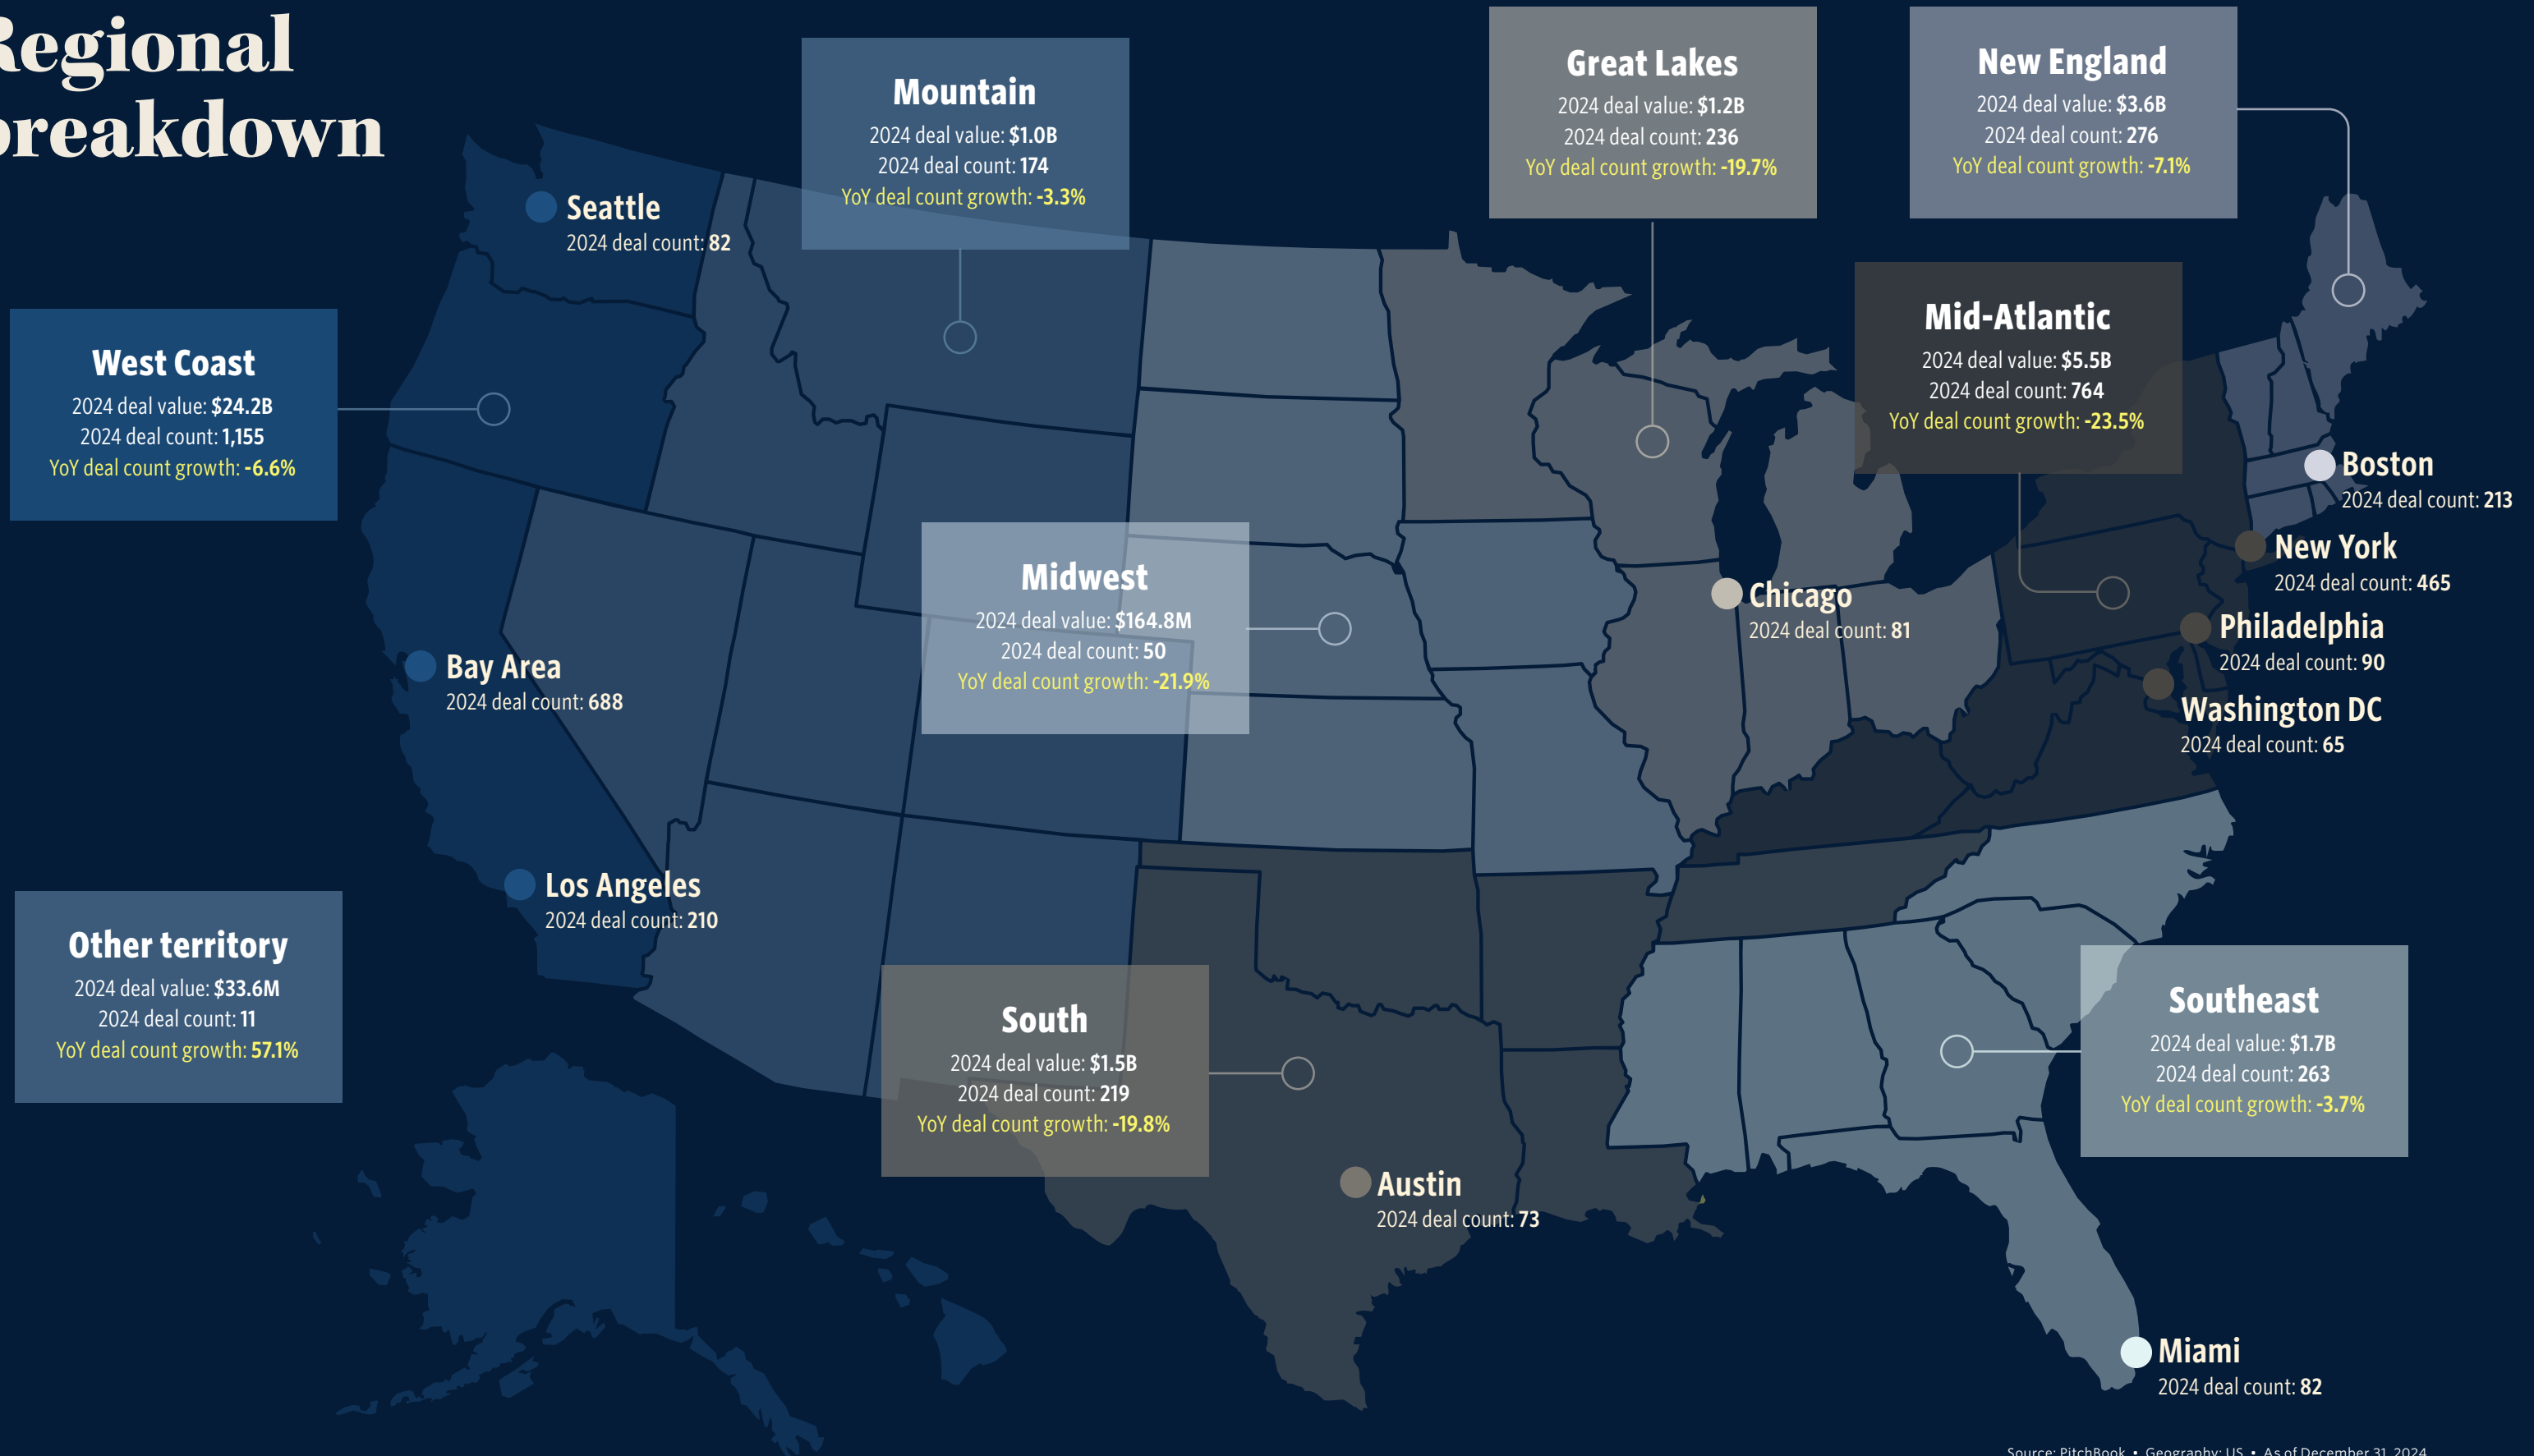 Regional
breakdown
Mountain
2024 deal value: $1.0B
2024 deal count: 174
YoY deal count growth: -3.3%
Great Lakes
2024 deal value: $1.2B
2024 deal count: 236
YoY deal count growth: -19.7%
New England
2024 deal value: $3.6B
2024 deal count: 276
YoY deal count growth: -7.1%
Seattle
2024 deal count: 82
West Coast
2024 deal value: $24.2B
2024 deal count: 1,155
YoY deal count growth: -6.6%
Mid-Atlantic
2024 deal value: $5.5B
2024 deal count: 764
YoY deal count growth: -23.5%
Boston
2024 deal count: 213
New York
2024 deal count: 465
Midwest
2024 deal value: $164.8M
2024 deal count: 50
YoY deal count growth: -21.9%
Chicago
2024 deal count: 81
Philadelphia
2024 deal count: 90
Bay Area
2024 deal count: 688
Washington DC
2024 deal count: 65
Los Angeles
2024 deal count: 210
Other territory
2024 deal value: $33.6M
2024 deal count: 11
YoY deal count growth: 57.1%
South
2024 deal value: $1.5B
2024 deal count: 219
YoY deal count growth: -19.8%
Southeast
2024 deal value: $1.7B
2024 deal count: 263
YoY deal count growth: -3.7%
Austin
2024 deal count: 73
Miami
2024 deal count: 82
Source: PitchBook • Geography: US • As of December 31, 2024